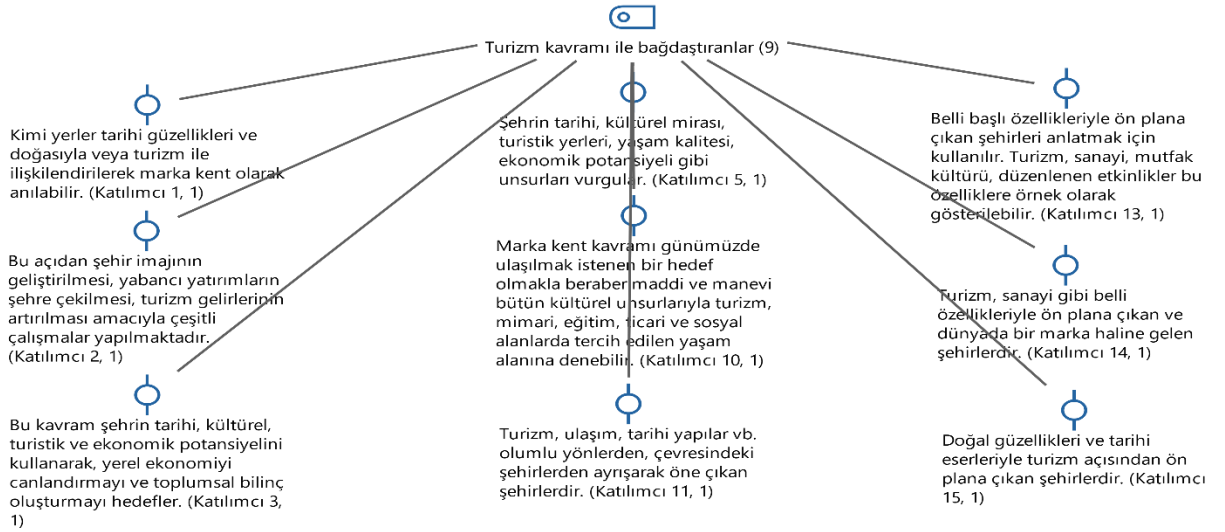 Turizm kavramı ile bağdaştıranlar (9)
Kimi yerler tarihi güzellikleri ve
doğasıyla veya turizm ile
ilişkilendirilerek marka kent olarak
anılabilir. (Katılımcı 1, 1)
Bu açıdan şehir imajının
geliştirilmesi, yabancı yatırımların
şehre çekilmesi, turizm gelirlerinin
artırılması amacıyla çeşitli
çalışmalar yapılmaktadır.
(Katılımcı 2, 1)
Bu kavram şehrin tarihi, kültürel,
turistik ve ekonomik potansiyelini
kullanarak, yerel ekonomiyi
canlandırmayı ve toplumsal bilinç
oluşturmayı hedefler. (Katılımcı 3,
1)
Şehrin tarihi, kültürel mirası,
turistik yerleri, yaşam kalitesi,
ekonomik potansiyeli gibi
unsurları vurgular. (Katılımcı 5, 1)
Marka kent kavramı günümüzde
ulaşılmak istenen bir hedef
olmakla beraber maddi ve manevi
bütün kültürel unsurlarıyla turizm,
mimari, eğitim, ticari ve sosyal
alanlarda tercih edilen yaşam
alanına denebilir. (Katılımcı 10, 1)
Turizm, ulaşım, tarihi yapılar vb.
olumlu yönlerden, çevresindeki
şehirlerden ayrışarak öne çıkan
şehirlerdir. (Katılımcı 11, 1)
Belli başlı özellikleriyle ön plana
çıkan şehirleri anlatmak için
kullanılır. Turizm, sanayi, mutfak
kültürü, düzenlenen etkinlikler bu
özelliklere örnek olarak
gösterilebilir. (Katılımcı 13, 1)
Turizm, sanayi gibi belli
özellikleriyle ön plana çıkan ve
dünyada bir marka haline gelen
şehirlerdir. (Katılımcı 14, 1)
Doğal güzellikleri ve tarihi
eserleriyle turizm açısından ön
plana çıkan şehirlerdir. (Katılımcı
15, 1)